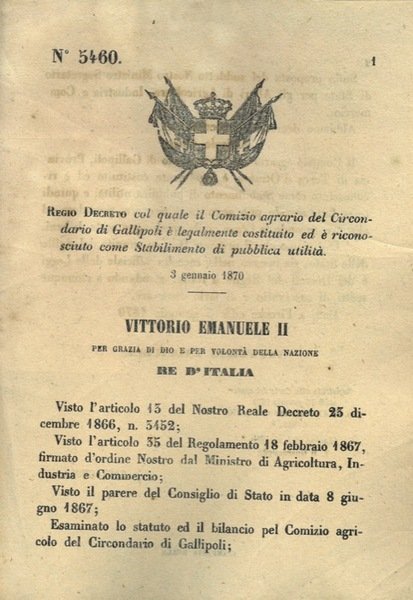 N° 5460.
1
REGIO DECRETO col quale il Comizio agrario del Circon-
dario di Gallipoli è legalmente costituito ed è ricono-
sciuto come Stabilimento di pubblica utilità.
3 gennaio 1870
VITTORIO EMANUELE II
PER GRAZIA DI DIO E PER VOLONTÀ DELLA NAZIONE
RE D'ITALIA
Visto l'articolo 13 del Nostro Reale Decreto 23 di-
cembre 1866, n. 3452;
Visto l'articolo 35 del Regolamento 18 febbraio 1867,
firmato d'ordine Nostro dal Ministro di Agricoltura, In-
dustria e Commercio;
Visto il parere del Consiglio di Stato in data 8 giu-
gno 1867;
Esaminato lo statuto ed il bilancio pel Comizio agri-
colo del Circondario di Gallipoli;